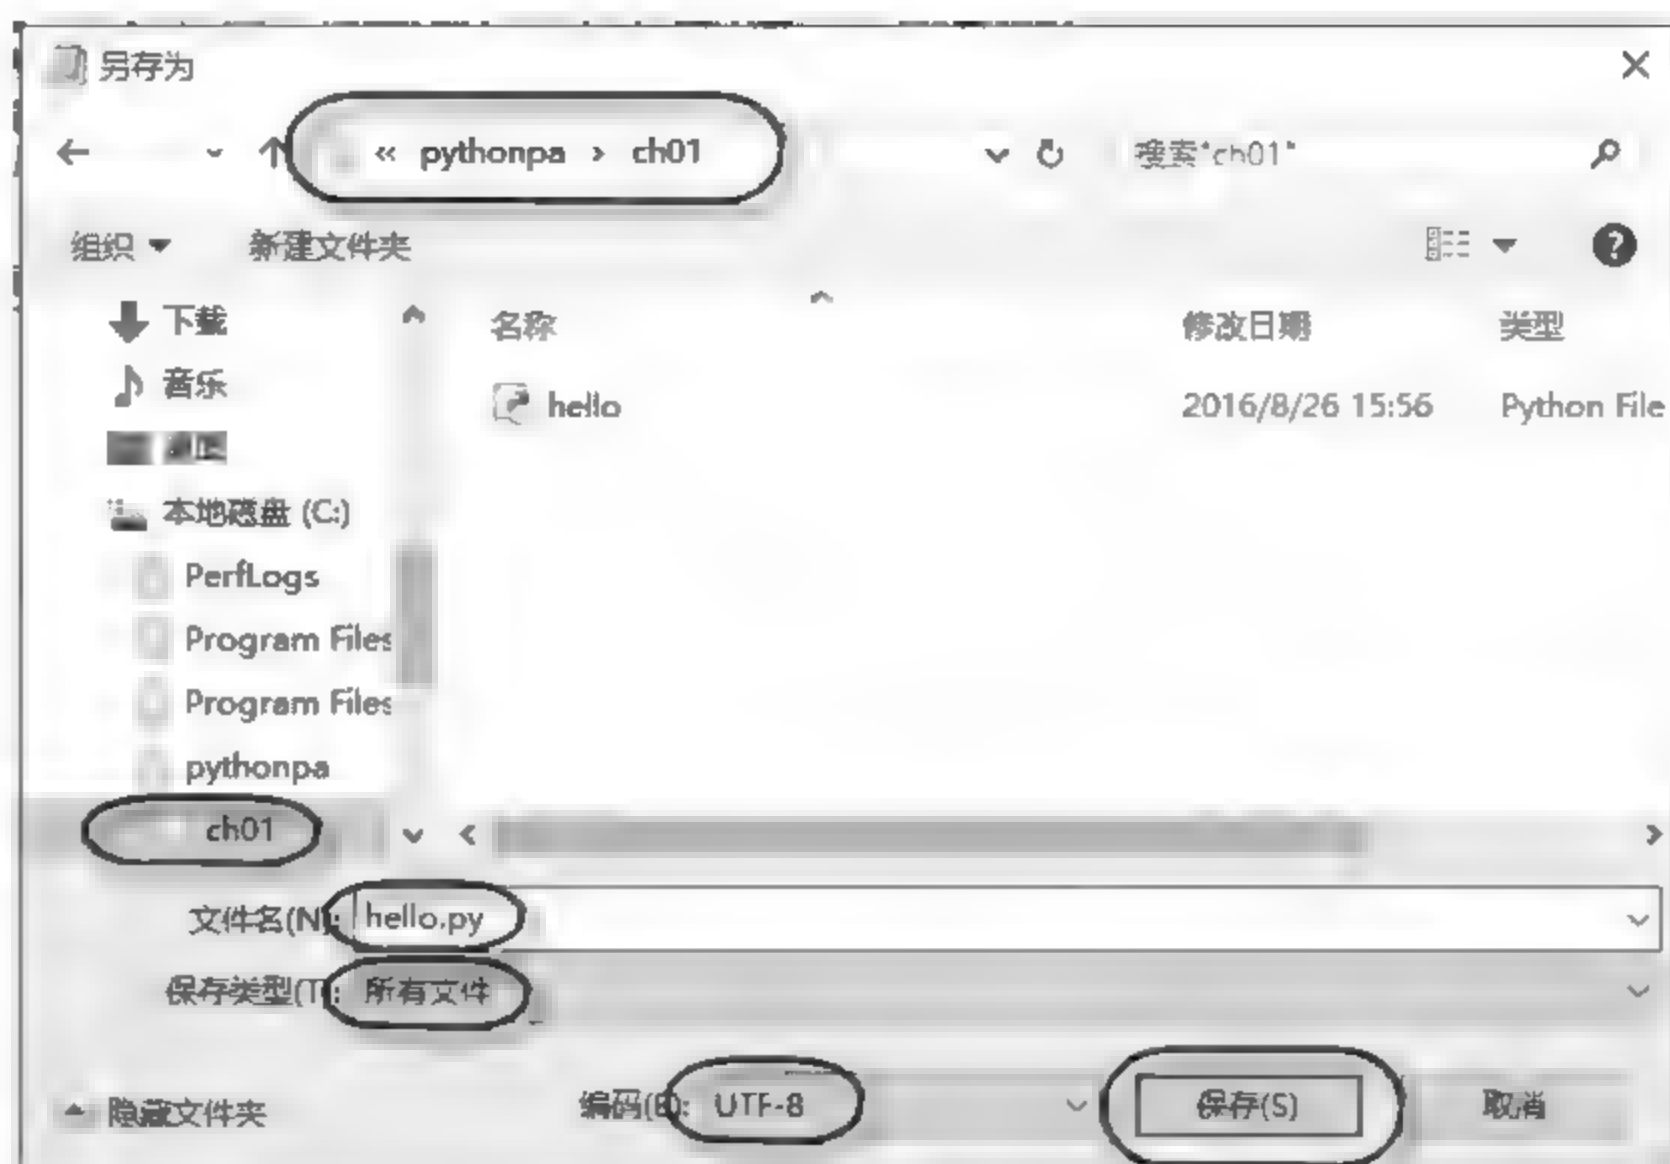 另存为
« pythonpa › ch01
搜索"ch01"
组织
新建文件夹
名称
修改日期
类型
下载
音乐
hello
2016/8/26 15:56
Python File
本地磁盘 (C:)
PerfLogs
Program Files
Program Files
pythonpa
ch01
文件名(N): hello.py
保存类型(T): 所有文件
隐藏文件夹
编码(E): UTF-8
保存(S)
取消